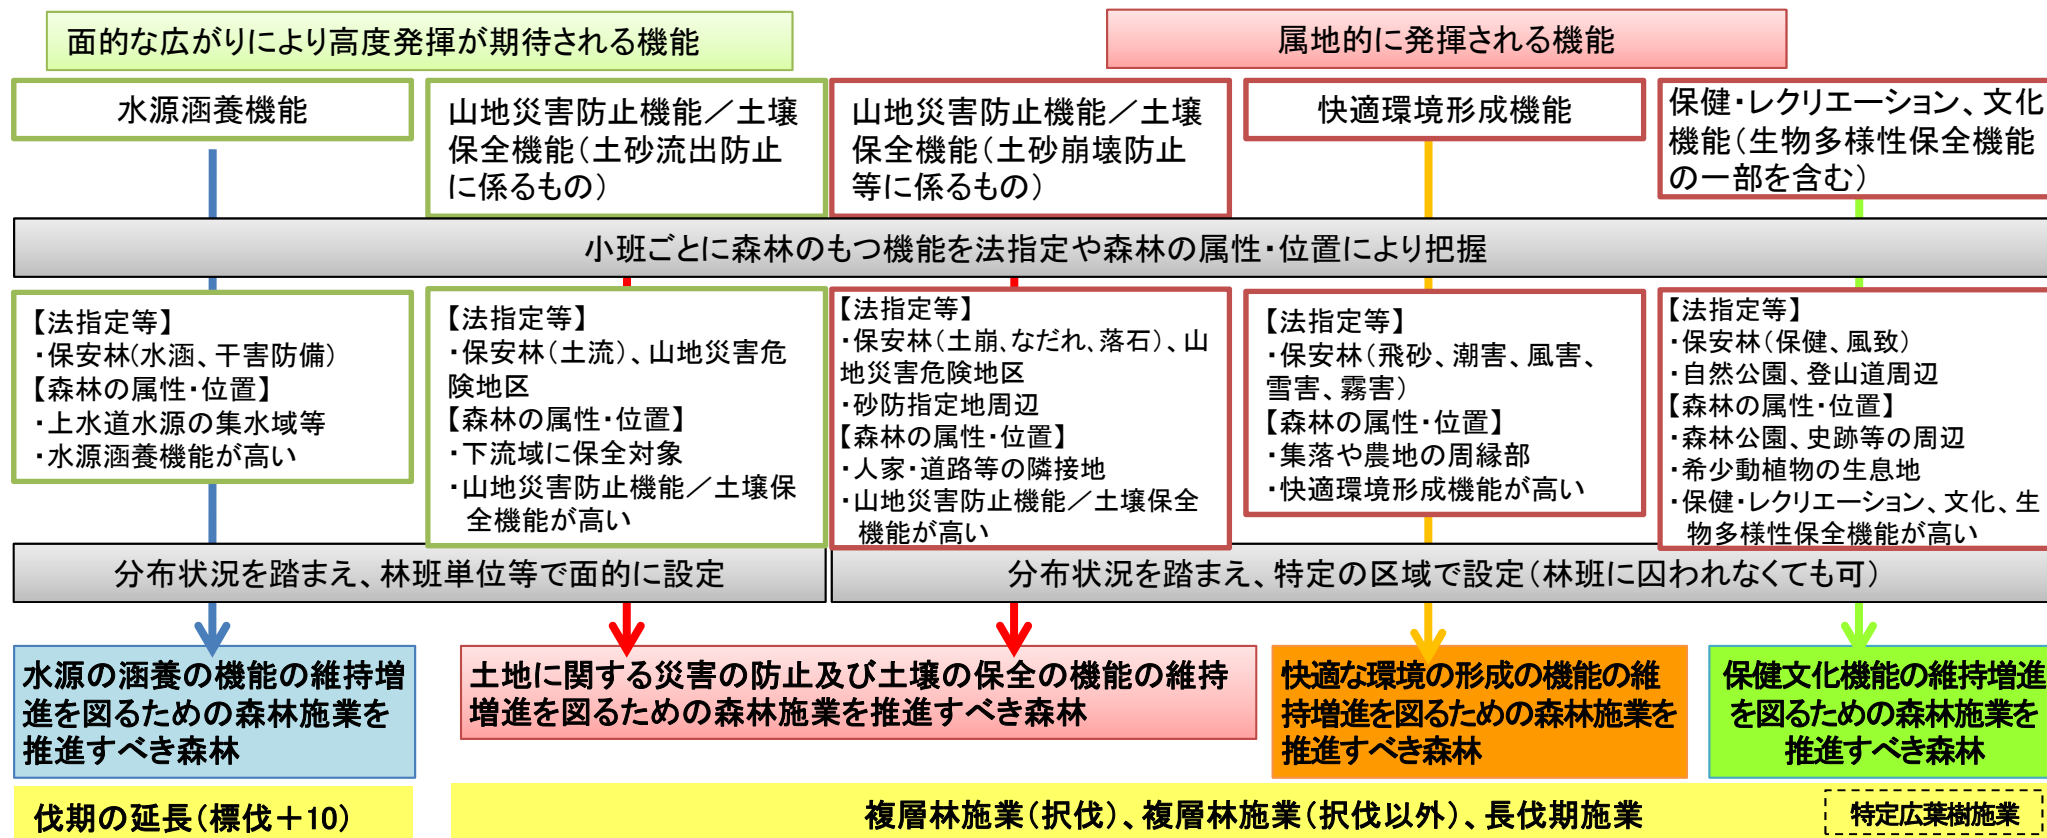 面的な広がりにより高度発揮が期待される機能
属地的に発揮される機能
水源涵養機能
山地災害防止機能／土壌
保全機能（土砂流出防止
に係るもの）
山地災害防止機能／土壌
保全機能（土砂崩壊防止
等に係るもの）
快適環境形成機能
保健・レクリエーション、文化
機能（生物多様性保全機能
の一部を含む）
小班ごとに森林のもつ機能を法指定や森林の属性・位置により把握
【法指定等】
・保安林(水涵、干害防備)
【森林の属性・位置】
・上水道水源の集水域等
・水源涵養機能が高い
【法指定等】
・保安林（土流）、山地災害危
険地区
【森林の属性・位置】
・下流域に保全対象
・山地災害防止機能／土壌保
全機能が高い
【法指定等】
・保安林（土崩、なだれ、落石）、山
地災害危険地区
・砂防指定地周辺
【森林の属性・位置】
・人家・道路等の隣接地
・山地災害防止機能／土壌保全
機能が高い
【法指定等】
・保安林（飛砂、潮害、風害、
雪害、霧害）
【森林の属性・位置】
・集落や農地の周縁部
・快適環境形成機能が高い
【法指定等】
・保安林（保健、風致）
・自然公園、登山道周辺
【森林の属性・位置】
・森林公園、史跡等の周辺
・希少動植物の生息地
・保健・レクリエーション、文化、生
物多様性保全機能が高い
分布状況を踏まえ、林班単位等で面的に設定
分布状況を踏まえ、特定の区域で設定（林班に囚われなくても可）
水源の涵養の機能の維持増
進を図るための森林施業を
推進すべき森林
土地に関する災害の防止及び土壌の保全の機能の維持
増進を図るための森林施業を推進すべき森林
快適な環境の形成の機能の維
持増進を図るための森林施業を
推進すべき森林
保健文化機能の維持増進
を図るための森林施業を
推進すべき森林
伐期の延長（標伐＋10）
複層林施業（択伐）、複層林施業（択伐以外）、長伐期施業
特定広葉樹施業